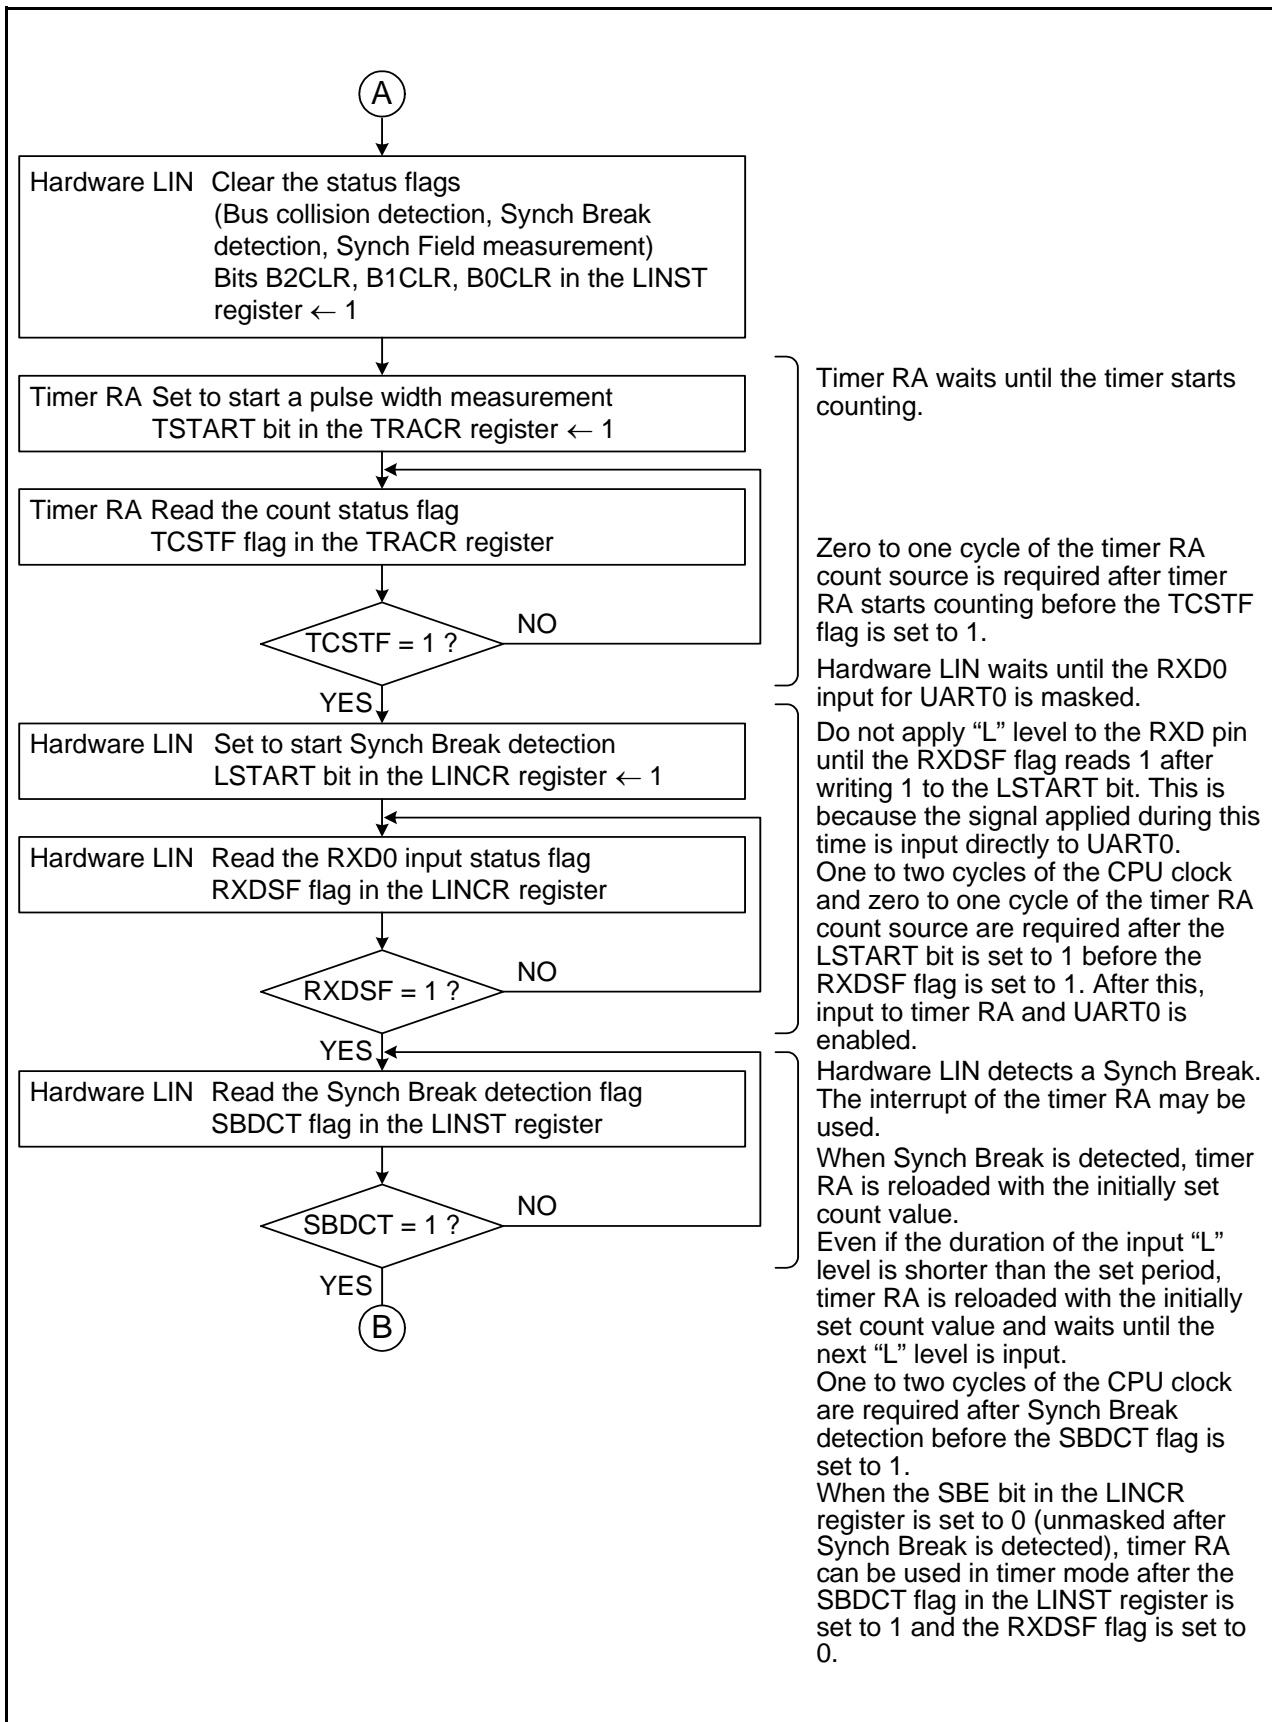 A
Hardware LIN Clear the status flags
(Bus collision detection, Synch Break
detection, Synch Field measurement)
Bits B2CLR, B1CLR, B0CLR in the LINST
register ← 1
Timer RA Set to start a pulse width measurement
TSTART bit in the TRACR register ← 1
Timer RA Read the count status flag
TCSTF flag in the TRACR register
TCSTF = 1 ?
NO
YES
Hardware LIN Set to start Synch Break detection
LSTART bit in the LINCR register ← 1
Hardware LIN Read the RXD0 input status flag
RXDSF flag in the LINCR register
RXDSF = 1 ?
NO
YES
Hardware LIN Read the Synch Break detection flag
SBDCT flag in the LINST register
SBDCT = 1 ?
NO
YES
B
Timer RA waits until the timer starts
counting.
Zero to one cycle of the timer RA
count source is required after timer
RA starts counting before the TCSTF
flag is set to 1.
Hardware LIN waits until the RXD0
input for UART0 is masked.
Do not apply “L” level to the RXD pin
until the RXDSF flag reads 1 after
writing 1 to the LSTART bit. This is
because the signal applied during this
time is input directly to UART0.
One to two cycles of the CPU clock
and zero to one cycle of the timer RA
count source are required after the
LSTART bit is set to 1 before the
RXDSF flag is set to 1. After this,
input to timer RA and UART0 is
enabled.
Hardware LIN detects a Synch Break.
The interrupt of the timer RA may be
used.
When Synch Break is detected, timer
RA is reloaded with the initially set
count value.
Even if the duration of the input “L”
level is shorter than the set period,
timer RA is reloaded with the initially
set count value and waits until the
next “L” level is input.
One to two cycles of the CPU clock
are required after Synch Break
detection before the SBDCT flag is
set to 1.
When the SBE bit in the LINCR
register is set to 0 (unmasked after
Synch Break is detected), timer RA
can be used in timer mode after the
SBDCT flag in the LINST register is
set to 1 and the RXDSF flag is set to
0.